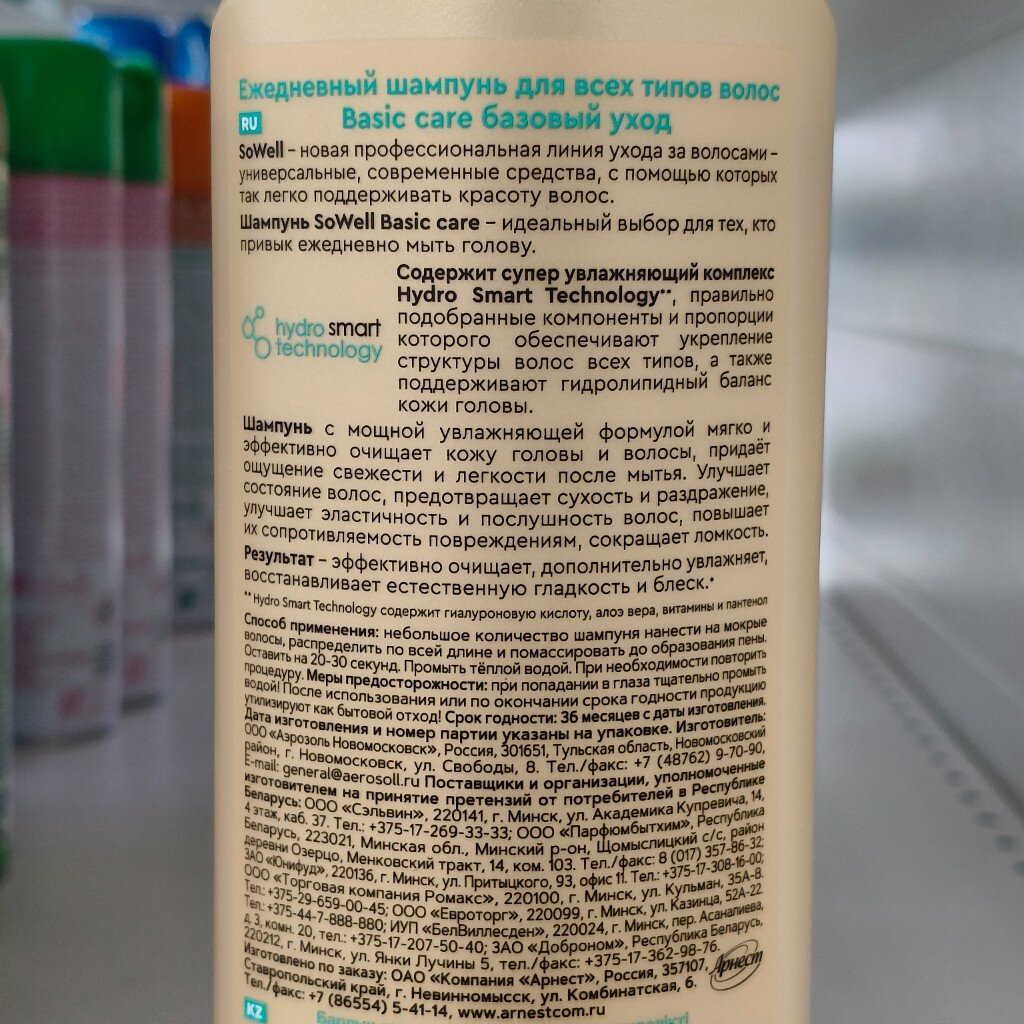 Ежедневный шампунь для всех типов волос
Basic care базовый уход
RU
SoWell – новая профессиональная линия ухода за волосами –
универсальные, современные средства, с помощью которых
так легко поддерживать красоту волос.
Шампунь SoWell Basic care – идеальный выбор для тех, кто
привык ежедневно мыть голову.
Содержит супер увлажняющий комплекс
Hydro Smart Technology**, правильно
подобранные компоненты и пропорции
которого обеспечивают укрепление
структуры волос всех типов, а также
поддерживают гидролипидный баланс
кожи головы.
hydro smart
technology
Шампунь с мощной увлажняющей формулой мягко и
эффективно очищает кожу головы и волосы, придаёт
ощущение свежести и легкости после мытья. Улучшает
состояние волос, предотвращает сухость и раздражение,
улучшает эластичность и послушность волос, повышает
их сопротивляемость повреждениям, сокращает ломкость.
Результат – эффективно очищает, дополнительно увлажняет,
восстанавливает естественную гладкость и блеск.*
**Hydro Smart Technology содержит гиалуроновую кислоту, алоэ вера, витамины и пантенол
Способ применения: небольшое количество шампуня нанести на мокрые
волосы, распределить по всей длине и помассировать до образования пены.
Оставить на 20-30 секунд. Промыть тёплой водой. При необходимости повторить
процедуру. Меры предосторожности: при попадании в глаза тщательно промыть
водой! После использования или по окончании срока годности продукцию
утилизируют как бытовой отход! Срок годности: 36 месяцев с даты изготовления.
Дата изготовления и номер партии указаны на упаковке. Изготовитель:
ООО «Аэрозоль Новомосковск», Россия, 301651, Тульская область, Новомосковский
район, г. Новомосковск, ул. Свободы, 8. Тел./факс: +7 (48762) 9-70-90,
E-mail: general@aerosoll.ru Поставщики и организации, уполномоченные
изготовителем на принятие претензий от потребителей в Республике
Беларусь: ООО «Сэльвин», 220141, г. Минск, ул. Академика Купревича, 14,
4 этаж, каб. 37. Тел.: +375-17-269-33-33; ООО «Парфюмбытхим», Республика
Беларусь, 223021, Минская обл., Минский р-он, Щомыслицкий с/с, район
деревни Озерцо, Менковский тракт, 14, ком. 103. Тел./факс: 8 (017) 357-86-32;
ЗАО «Юнифуд», 220136, г. Минск, ул. Притыцкого, 93, офис 11. Тел.: +375-17-308-16-00;
ООО «Торговая компания Ромакс», 220100, г. Минск, ул. Кульман, 35А-8.
Тел.: +375-29-659-00-45; ООО «Евроторг», 220099, г. Минск, ул. Казинца, 52А-22
Тел.: +375-44-7-888-880; ИУП «БелВиллесден», 220024, г. Минск, пер. Асаналиева,
д. 3, комн. 20, тел.: +375-17-207-50-40; ЗАО «Доброном», Республика Беларусь,
220212, г. Минск, ул. Янки Лучины 5, тел./факс: +375-17-362-98-76.
Изготовлено по заказу: ОАО «Компания «Арнест», Россия, 357107,
Ставропольский край, г. Невинномысск, ул. Комбинатская, 6.
Тел./факс: +7 (86554) 5-41-14, www.arnestcom.ru
Арнест
KZ